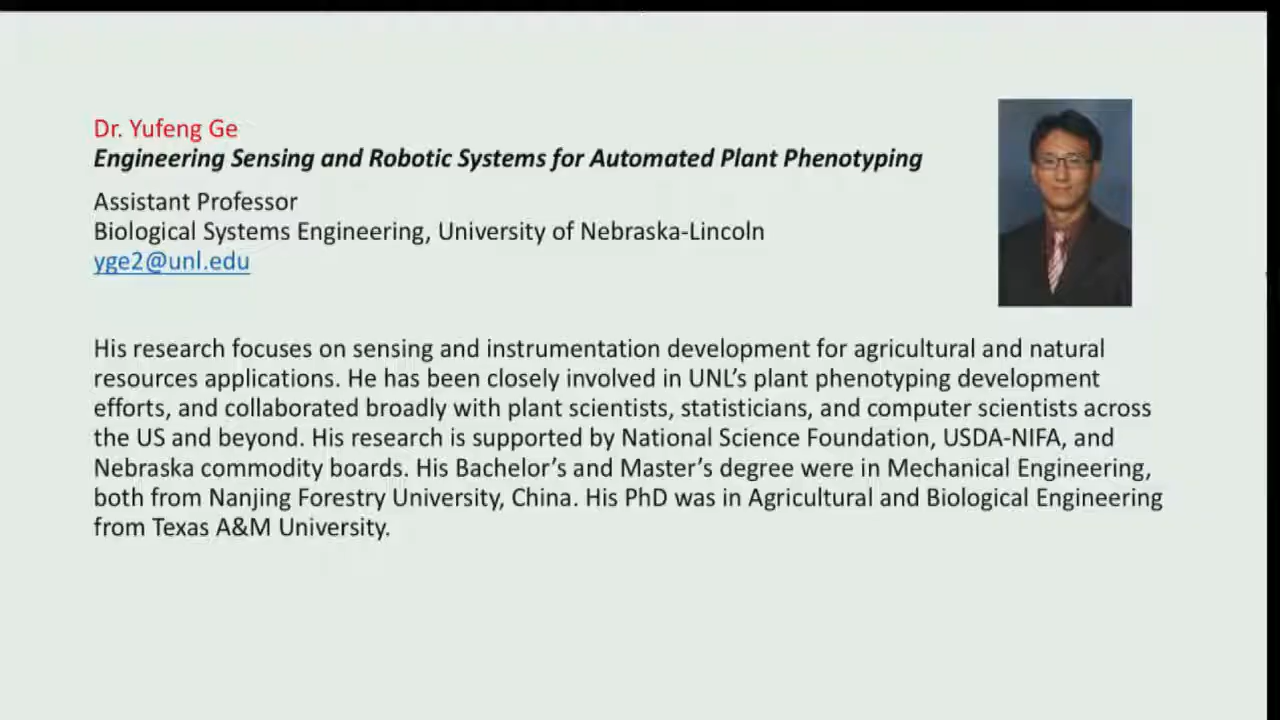 Dr. Yufeng Ge
Engineering Sensing and Robotic Systems for Automated Plant Phenotyping
Assistant Professor
Biological Systems Engineering, University of Nebraska-Lincoln
yge2@unl.edu
His research focuses on sensing and instrumentation development for agricultural and natural
resources applications. He has been closely involved in UNL’s plant phenotyping development
efforts, and collaborated broadly with plant scientists, statisticians, and computer scientists across
the US and beyond. His research is supported by National Science Foundation, USDA-NIFA, and
Nebraska commodity boards. His Bachelor’s and Master’s degree were in Mechanical Engineering,
both from Nanjing Forestry University, China. His PhD was in Agricultural and Biological Engineering
from Texas A&M University.